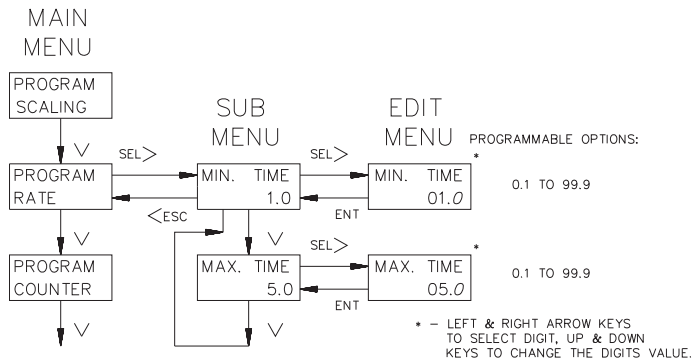 MAIN
MENU
PROGRAM
SCALING
SUB
MENU
EDIT
MENU
PROGRAMMABLE OPTIONS:
SEL>
SEL>
PROGRAM
RATE
MIN. TIME
1.0
MIN. TIME
01.0
*
0.1 TO 99.9
<ESC
ENT
SEL>
PROGRAM
COUNTER
MAX. TIME
5.0
MAX. TIME
05.0
*
0.1 TO 99.9
ENT
* – LEFT & RIGHT ARROW KEYS
TO SELECT DIGIT, UP & DOWN
KEYS TO CHANGE THE DIGITS VALUE.